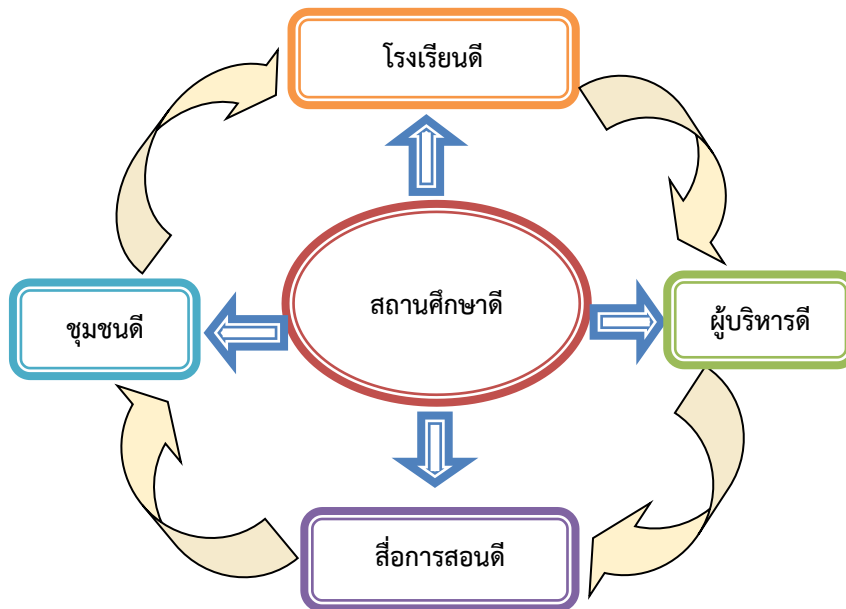 โรงเรียนดี
สถานศึกษาดี
ชุมชนดี
ผู้บริหารดี
สื่อการสอนดี